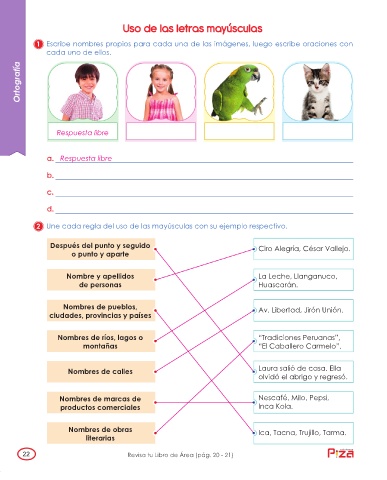 Uso de las letras mayúsculas
1 Escribe nombres propios para cada una de las imágenes, luego escribe oraciones con
cada uno de ellos.
Ortografía
Respuesta libre
a. Respuesta libre
b.
c.
d.
2 Une cada regla del uso de las mayúsculas con su ejemplo respectivo.
Después del punto y seguido
o punto y aparte
Ciro Alegría, César Vallejo.
Nombre y apellidos
de personas
La Leche, Llanganuco,
Huascarán.
Nombres de pueblos,
ciudades, provincias y países
Av. Libertad, Jirón Unión.
Nombres de ríos, lagos o
montañas
"Tradiciones Peruanas",
"El Caballero Carmelo".
Nombres de calles
Laura salió de casa. Ella
olvidó el abrigo y regresó.
Nombres de marcas de
productos comerciales
Nescafé, Milo, Pepsi,
Inca Kola.
Nombres de obras
literarias
Ica, Tacna, Trujillo, Tarma.
22
Revisa tu Libro de Área (pág. 20 - 21)